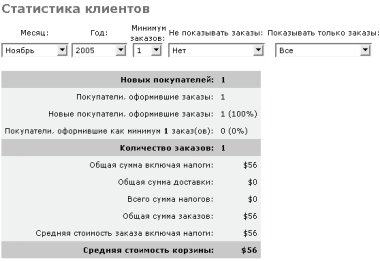 Статистика клиентов
Месяц: Год: Минимум заказов: Не показывать заказы: Показывать только заказы:
Ноябрь 2005 1 Нет Все
Новых покупателей: 1
Покупатели, оформившие заказы: 1
Новые покупатели, оформившие заказы: 1 (100%)
Покупатели, оформившие как минимум 1 заказ(ов): 0 (0%)
Количество заказов: 1
Общая сумма включая налоги: $56
Общая сумма доставки: $0
Всего сумма налогов: $0
Общая сумма заказов: $56
Средняя стоимость заказа включая налоги: $56
Средняя стоимость корзины: $56